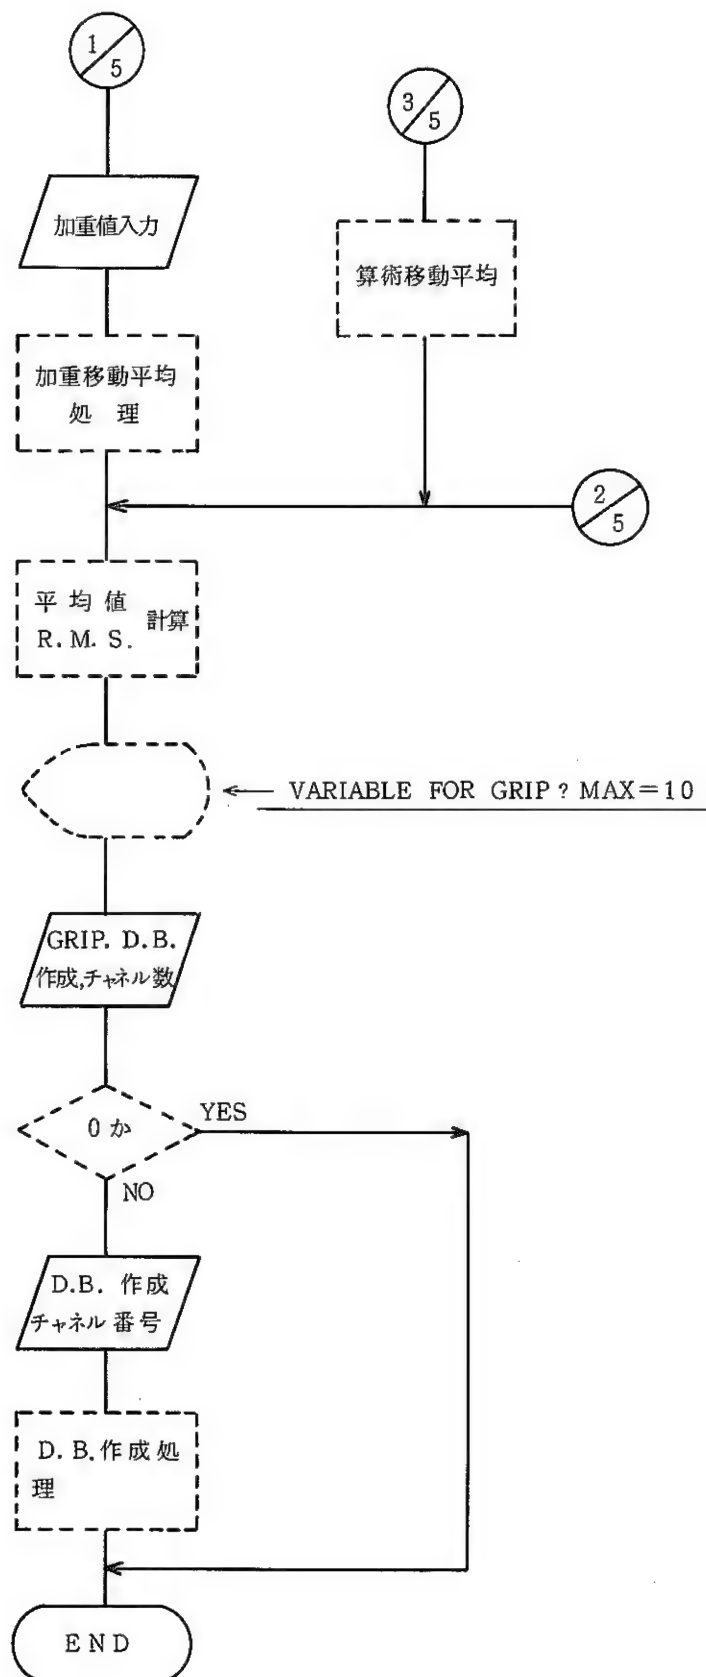 1
5
3
5
加重値入力
算術移動平均
加重移動平均
処 理
2
5
平 均 値
R.M.S.
計算
VARIABLE FOR GRIP ? MAX=10
GRIP. D.B.
作成,チャネル数
0 か
YES
NO
D.B. 作成
チャネル 番号
D.B.作成処
理
END